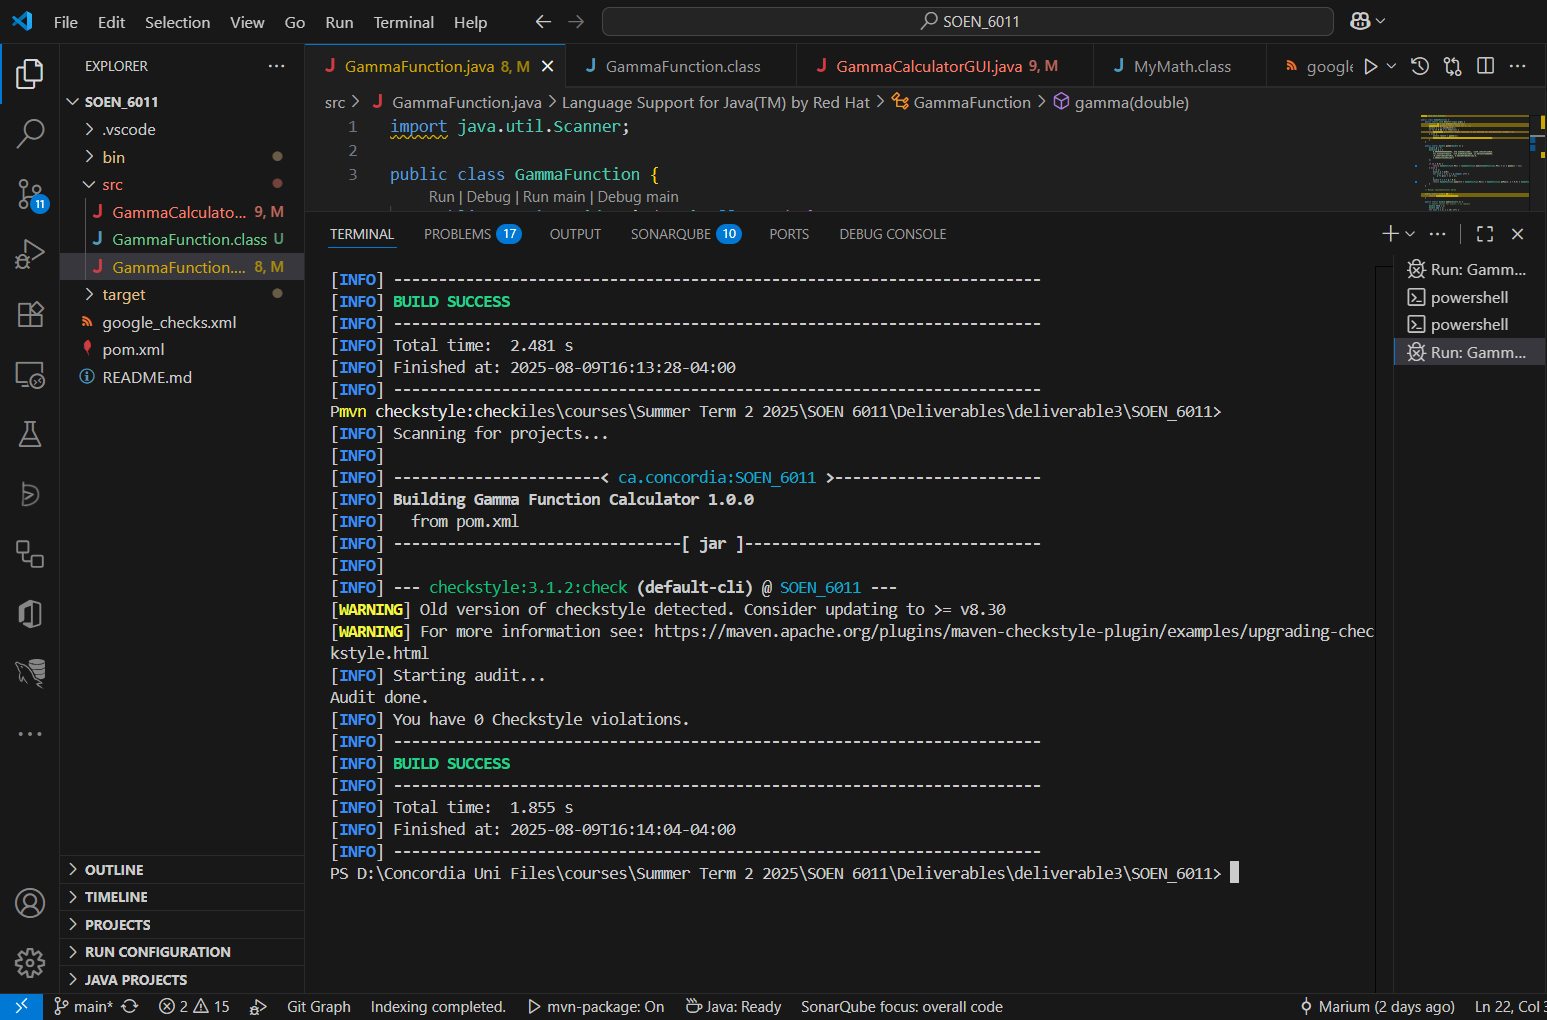 File Edit Selection View Go Run Terminal Help
SOEN_6011
EXPLORER
SOEN_6011
.vscode
bin
src
GammaCalculato... 9, M
GammaFunction.class U
GammaFunction.... 8, M
target
google_checks.xml
pom.xml
README.md
11
OUTLINE
TIMELINE
PROJECTS
RUN CONFIGURATION
JAVA PROJECTS
GammaFunction.java 8, M
GammaFunction.class
GammaCalculatorGUI.java 9, M
MyMath.class
google
src > GammaFunction.java > Language Support for Java(TM) by Red Hat > GammaFunction > gamma(double)
1 import java.util.Scanner;
2
3 public class GammaFunction {
Run | Debug | Run main | Debug main
TERMINAL PROBLEMS 17 OUTPUT SONARQUBE 10 PORTS DEBUG CONSOLE
[INFO] ------------------------------------------------------------------------
[INFO] BUILD SUCCESS
[INFO] ------------------------------------------------------------------------
[INFO] Total time:  2.481 s
[INFO] Finished at: 2025-08-09T16:13:28-04:00
[INFO] ------------------------------------------------------------------------
Pmvn checkstyle:checkiles\courses\Summer Term 2 2025\SOEN 6011\Deliverables\deliverable3\SOEN_6011>
[INFO] Scanning for projects...
[INFO]
[INFO] -----------------------< ca.concordia:SOEN_6011 >-----------------------
[INFO] Building Gamma Function Calculator 1.0.0
[INFO]   from pom.xml
[INFO] --------------------------------[ jar ]---------------------------------
[INFO]
[INFO] --- checkstyle:3.1.2:check (default-cli) @ SOEN_6011 ---
[WARNING] Old version of checkstyle detected. Consider updating to >= v8.30
[WARNING] For more information see: https://maven.apache.org/plugins/maven-checkstyle-plugin/examples/upgrading-chec
kstyle.html
[INFO] Starting audit...
Audit done.
[INFO] You have 0 Checkstyle violations.
[INFO] ------------------------------------------------------------------------
[INFO] BUILD SUCCESS
[INFO] ------------------------------------------------------------------------
[INFO] Total time:  1.855 s
[INFO] Finished at: 2025-08-09T16:14:04-04:00
[INFO] ------------------------------------------------------------------------
PS D:\Concordia Uni Files\courses\Summer Term 2 2025\SOEN 6011\Deliverables\deliverable3\SOEN_6011>
Run: Gamm...
powershell
powershell
Run: Gamm...
main* 2 15 Git Graph Indexing completed. mvn-package: On Java: Ready SonarQube focus: overall code Marium (2 days ago) Ln 22, Col